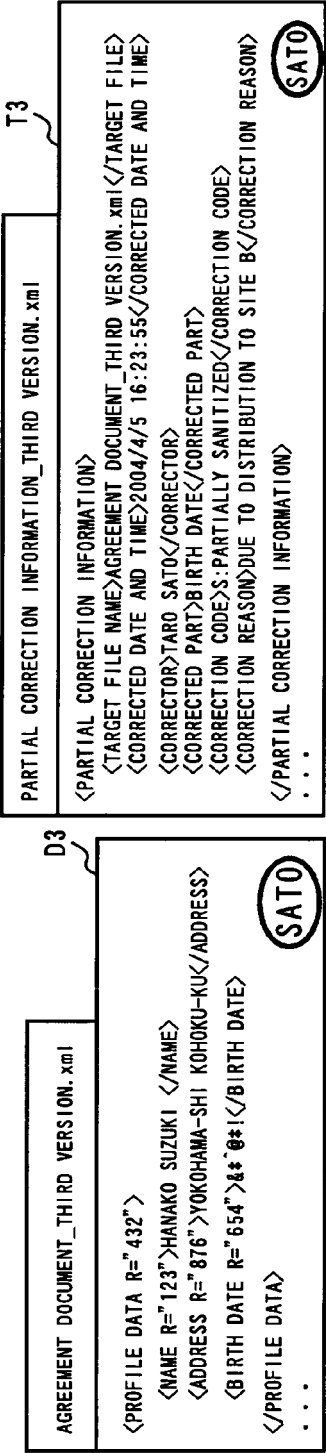 D3
AGREEMENT DOCUMENT_THIRD VERSION.xml
<PROFILE DATA R="432">
<NAME R="123">HANAKO SUZUKI </NAME>
<ADDRESS R="876">YOKOHAMA-SHI KOHOKU-KU</ADDRESS>
<BIRTH DATE R="654">&*^@*!</BIRTH DATE>
</PROFILE DATA>
...
SATO
T3
PARTIAL CORRECTION INFORMATION_THIRD VERSION.xml
<PARTIAL CORRECTION INFORMATION>
<TARGET FILE NAME>AGREEMENT DOCUMENT_THIRD VERSION.xml</TARGET FILE>
<CORRECTED DATE AND TIME>2004/4/5 16:23:55</CORRECTED DATE AND TIME>
<CORRECTOR>TARO SATO</CORRECTOR>
<CORRECTED PART>BIRTH DATE</CORRECTED PART>
<CORRECTION CODE>S:PARTIALLY SANITIZED</CORRECTION CODE>
<CORRECTION REASON>DUE TO DISTRIBUTION TO SITE B</CORRECTION REASON>
</PARTIAL CORRECTION INFORMATION>
...
SATO